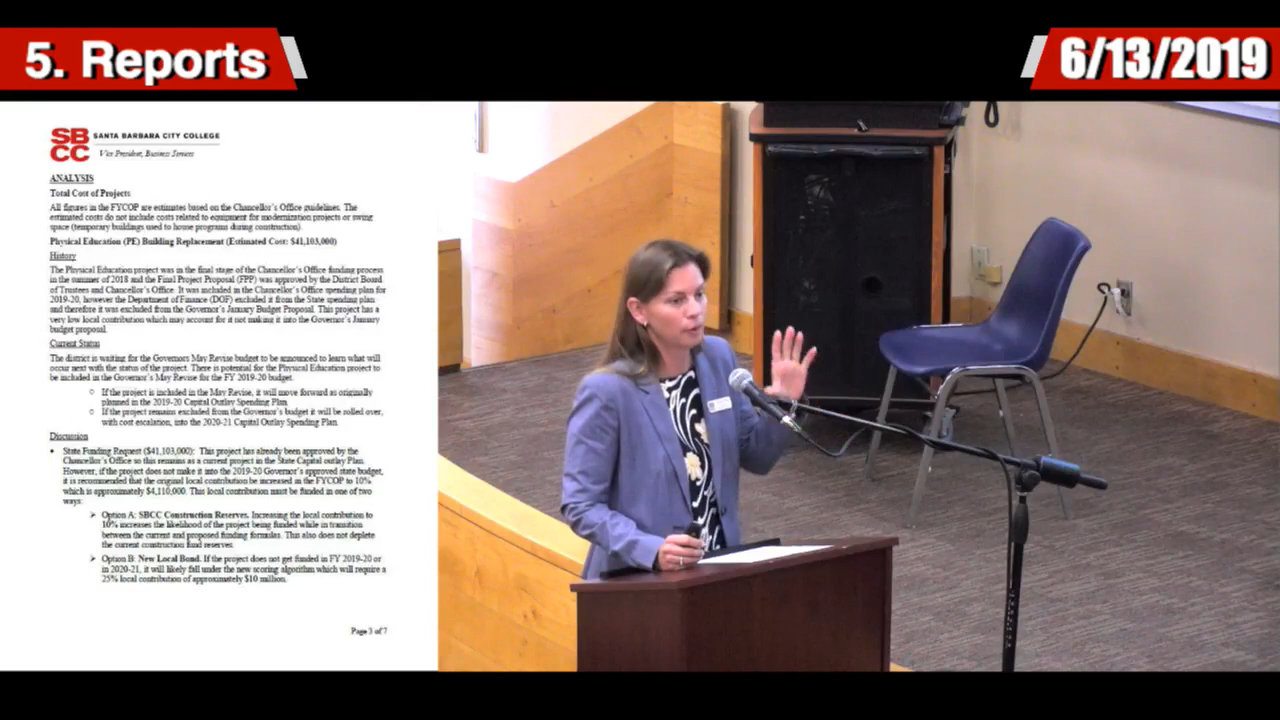 5. Reports
6/13/2019
SB
CC
SANTA BARBARA CITY COLLEGE
Vice President, Business Services
ANALYSIS
Total Cost of Projects
All figures in the FYCOP are estimates based on the Chancellor's Office guidelines. The
estimated costs do not include costs related to equipment for modernization projects or swing
space (temporary buildings used to house programs during construction).
Physical Education (PE) Building Replacement (Estimated Cost: $41,103,000)
History
The Physical Education project was in the final stage of the Chancellor's Office funding process
in the summer of 2018 and the Final Project Proposal (FPP) was approved by the District Board
of Trustees and Chancellor's Office. It was included in the Chancellor's Office spending plan for
2019-20, however the Department of Finance (DOF) excluded it from the State spending plan
and therefore it was excluded from the Governor's January Budget Proposal. This project has a
very low local contribution which may account for it not making it into the Governor's January
budget proposal.
Current Status
The district is waiting for the Governors May Revise budget to be announced to learn what will
occur next with the status of the project. There is potential for the Physical Education project to
be included in the Governor's May Revise for the FY 2019-20 budget.
○ If the project is included in the May Revise, it will move forward as originally
planned in the 2019-20 Capital Outlay Spending Plan.
○ If the project remains excluded from the Governor's budget it will be rolled over,
with cost escalation, into the 2020-21 Capital Outlay Spending Plan.
Discussion
• State Funding Request ($41,103,000): This project has already been approved by the
Chancellor's Office so this remains as a current project in the State Capital outlay Plan.
However, if the project does not make it into the 2019-20 Governor's approved state budget,
it is recommended that the original local contribution be increased in the FYCOP to 10%
which is approximately $4,110,000. This local contribution must be funded in one of two
ways:
➢ Option A: SBCC Construction Reserves. Increasing the local contribution to
10% increases the likelihood of the project being funded while in transition
between the current and proposed funding formulas. This also does not deplete
the current construction fund reserves.
➢ Option B: New Local Bond. If the project does not get funded in FY 2019-20 or
in 2020-21, it will likely fall under the new scoring algorithm which will require a
25% local contribution of approximately $10 million.
Page 3 of 7